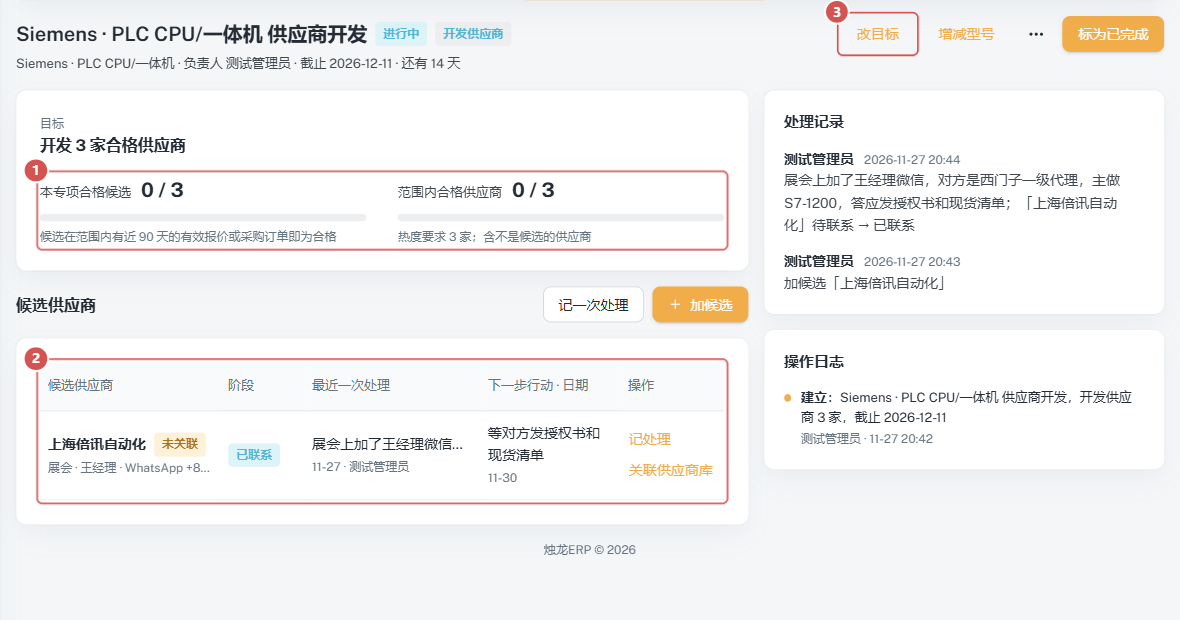 Siemens · PLC CPU/一体机 供应商开发 进行中 开发供应商
3
改目标 增减型号 ··· 标为已完成
Siemens · PLC CPU/一体机 · 负责人 测试管理员 · 截止 2026-12-11 · 还有 14 天
目标
开发 3 家合格供应商
1
本专项合格候选 0 / 3
范围内合格供应商 0 / 3
候选在范围内有近 90 天的有效报价或采购订单即为合格
热度要求 3 家；含不是候选的供应商
候选供应商
记一次处理
+ 加候选
2
候选供应商 阶段 最近一次处理 下一步行动 · 日期 操作
上海倍讯自动化 未关联
展会 · 王经理 · WhatsApp +8...
已联系
展会上加了王经理微信...
11-27 · 测试管理员
等对方发授权书和
现货清单
11-30
记处理
关联供应商库
处理记录
测试管理员 2026-11-27 20:44
展会上加了王经理微信，对方是西门子一级代理，主做
S7-1200，答应发授权书和现货清单；「上海倍讯自动
化」待联系 → 已联系
测试管理员 2026-11-27 20:43
加候选「上海倍讯自动化」
操作日志
建立：Siemens · PLC CPU/一体机 供应商开发，开发供应
商 3 家，截止 2026-12-11
测试管理员 · 11-27 20:42
烛龙ERP © 2026